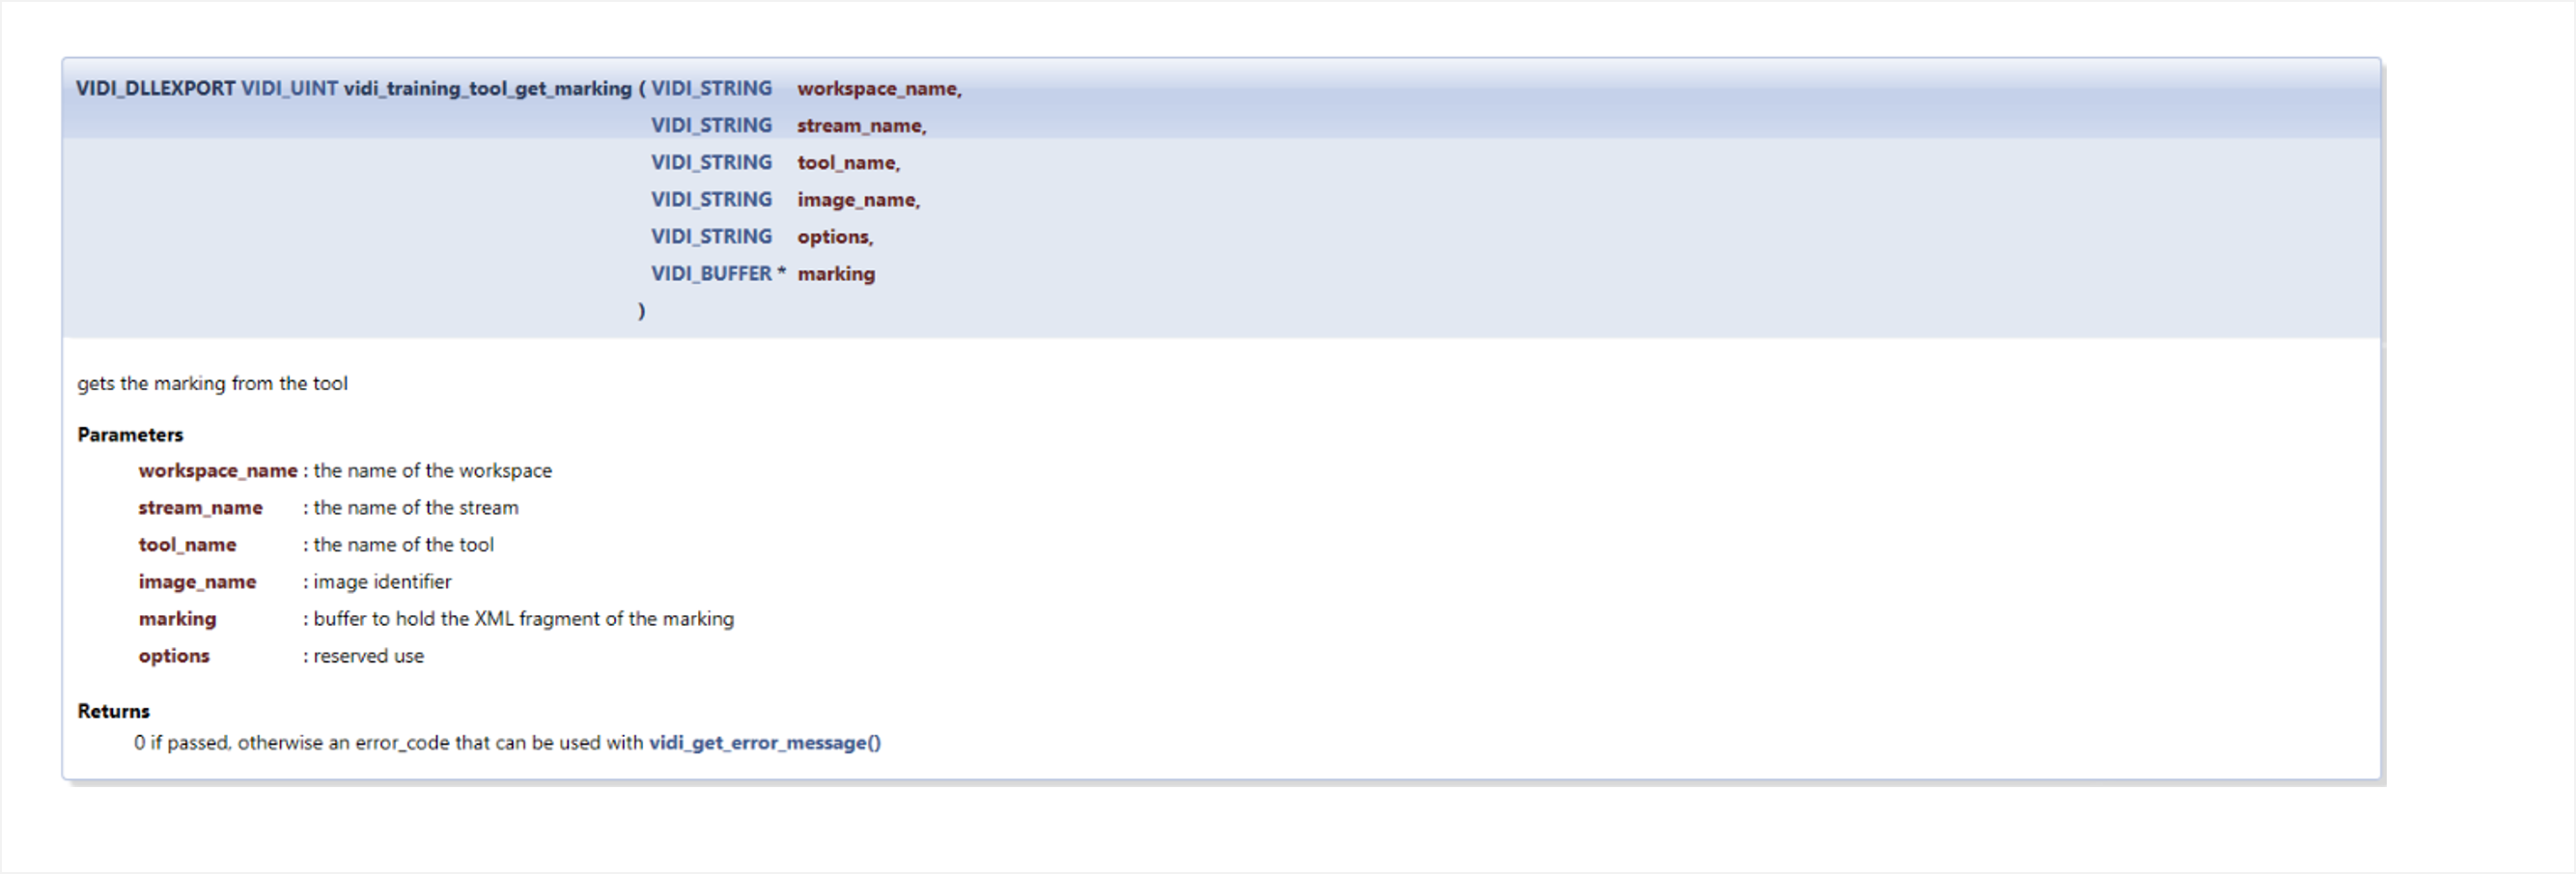 VIDI_DLLEXPORT VIDI_UINT vidi_training_tool_get_marking ( VIDI_STRING workspace_name,
VIDI_STRING stream_name,
VIDI_STRING tool_name,
VIDI_STRING image_name,
VIDI_STRING options,
VIDI_BUFFER * marking
)
gets the marking from the tool
Parameters
workspace_name : the name of the workspace
stream_name : the name of the stream
tool_name : the name of the tool
image_name : image identifier
marking : buffer to hold the XML fragment of the marking
options : reserved use
Returns
0 if passed, otherwise an error_code that can be used with vidi_get_error_message()